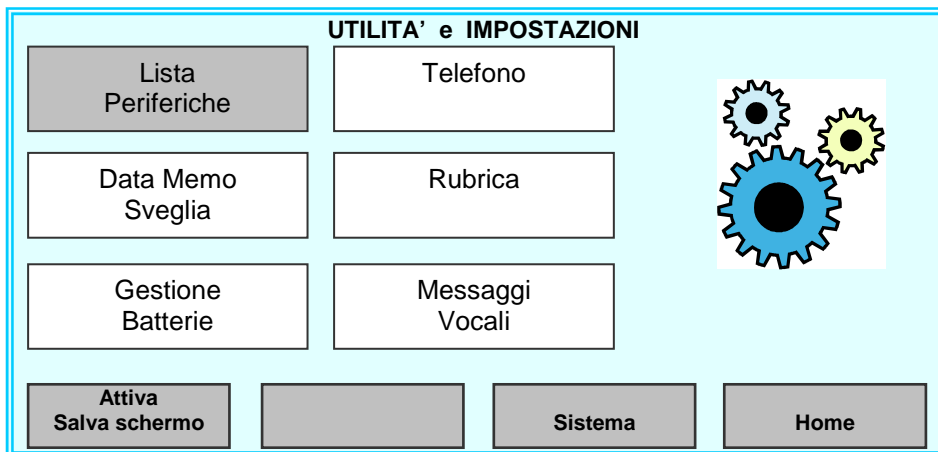 UTILITA’ e IMPOSTAZIONI
Lista
Periferiche
Telefono
Data Memo
Sveglia
Rubrica
Gestione
Batterie
Messaggi
Vocali
Attiva
Salva schermo
Sistema
Home